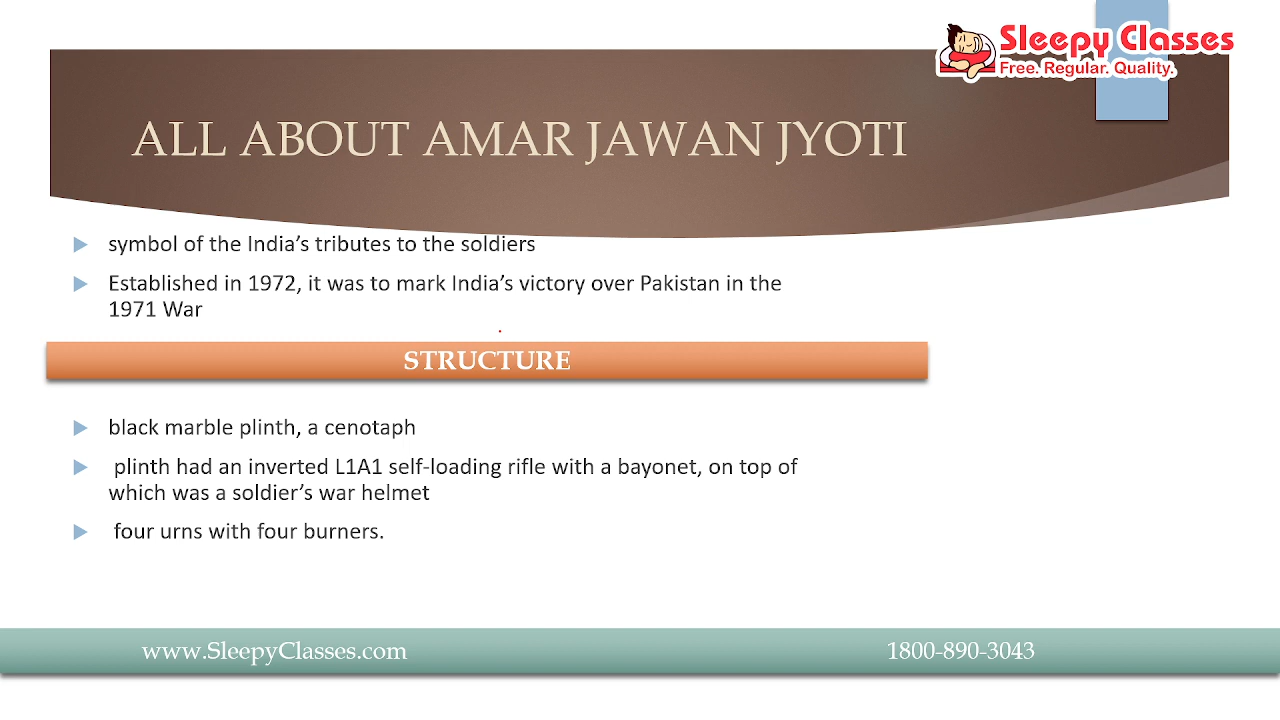 Sleepy Classes
Free. Regular. Quality.
ALL ABOUT AMAR JAWAN JYOTI
symbol of the India’s tributes to the soldiers
Established in 1972, it was to mark India’s victory over Pakistan in the
1971 War
STRUCTURE
black marble plinth, a cenotaph
plinth had an inverted L1A1 self-loading rifle with a bayonet, on top of
which was a soldier’s war helmet
four urns with four burners.
www.SleepyClasses.com
1800-890-3043